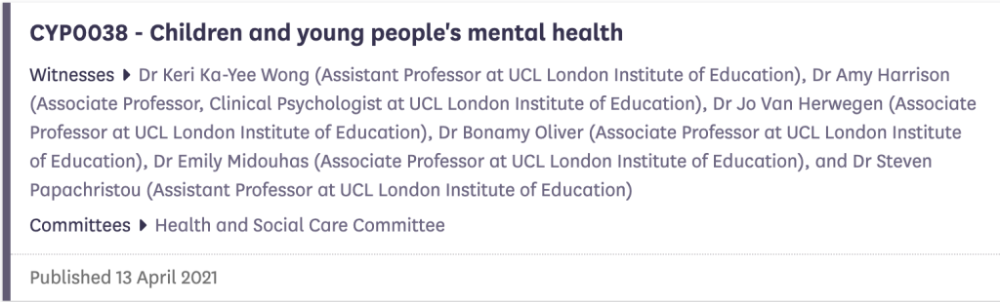 CYP0038 - Children and young people's mental health
Witnesses Dr Keri Ka-Yee Wong (Assistant Professor at UCL London Institute of Education), Dr Amy Harrison
(Associate Professor, Clinical Psychologist at UCL London Institute of Education), Dr Jo Van Herwegen (Associate
Professor at UCL London Institute of Education), Dr Bonamy Oliver (Associate Professor at UCL London Institute
of Education), Dr Emily Midouhas (Associate Professor at UCL London Institute of Education), and Dr Steven
Papachristou (Assistant Professor at UCL London Institute of Education)
Committees Health and Social Care Committee
Published 13 April 2021